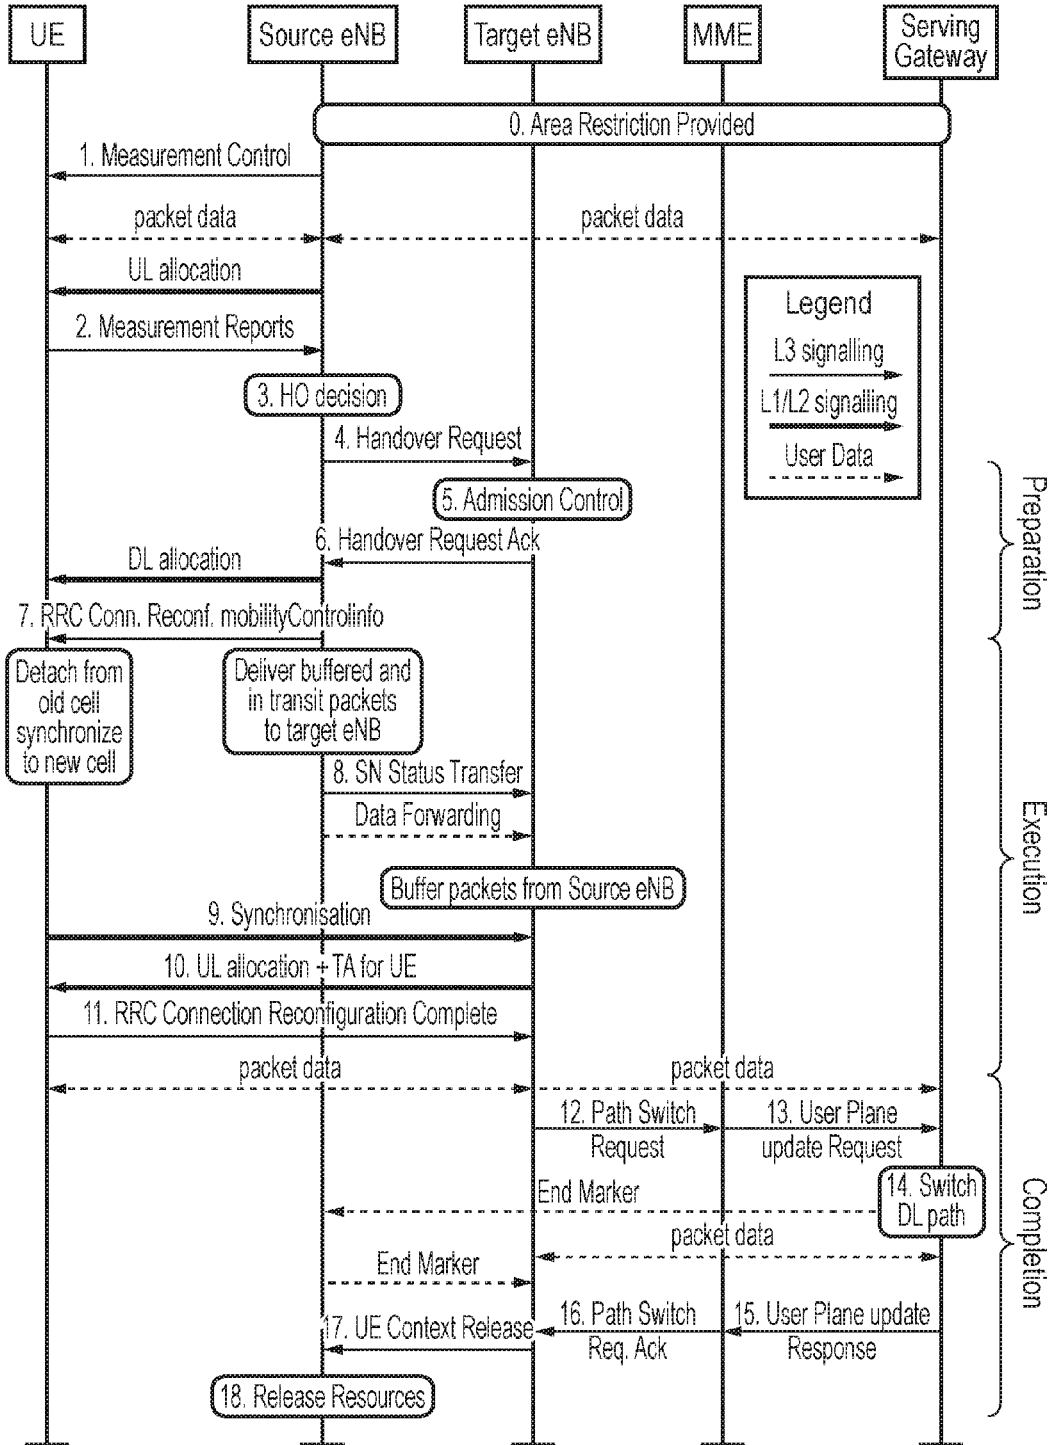 UE
Source eNB
Target eNB
MME
Serving
Gateway
0. Area Restriction Provided
1. Measurement Control
packet data
packet data
UL allocation
2. Measurement Reports
Legend
L3 signalling
L1/L2 signalling
User Data
3. HO decision
4. Handover Request
5. Admission Control
6. Handover Request Ack
DL allocation
7. RRC Conn. Reconf. mobilityControlinfo
Preparation
Detach from
old cell
synchronize
to new cell
Deliver buffered and
in transit packets
to target eNB
8. SN Status Transfer
Data Forwarding
Buffer packets from Source eNB
9. Synchronisation
10. UL allocation + TA for UE
11. RRC Connection Reconfiguration Complete
Execution
packet data
packet data
12. Path Switch
Request
13. User Plane
update Request
14. Switch
DL path
End Marker
packet data
End Marker
15. User Plane update
Response
16. Path Switch
Req. Ack
17. UE Context Release
18. Release Resources
Completion